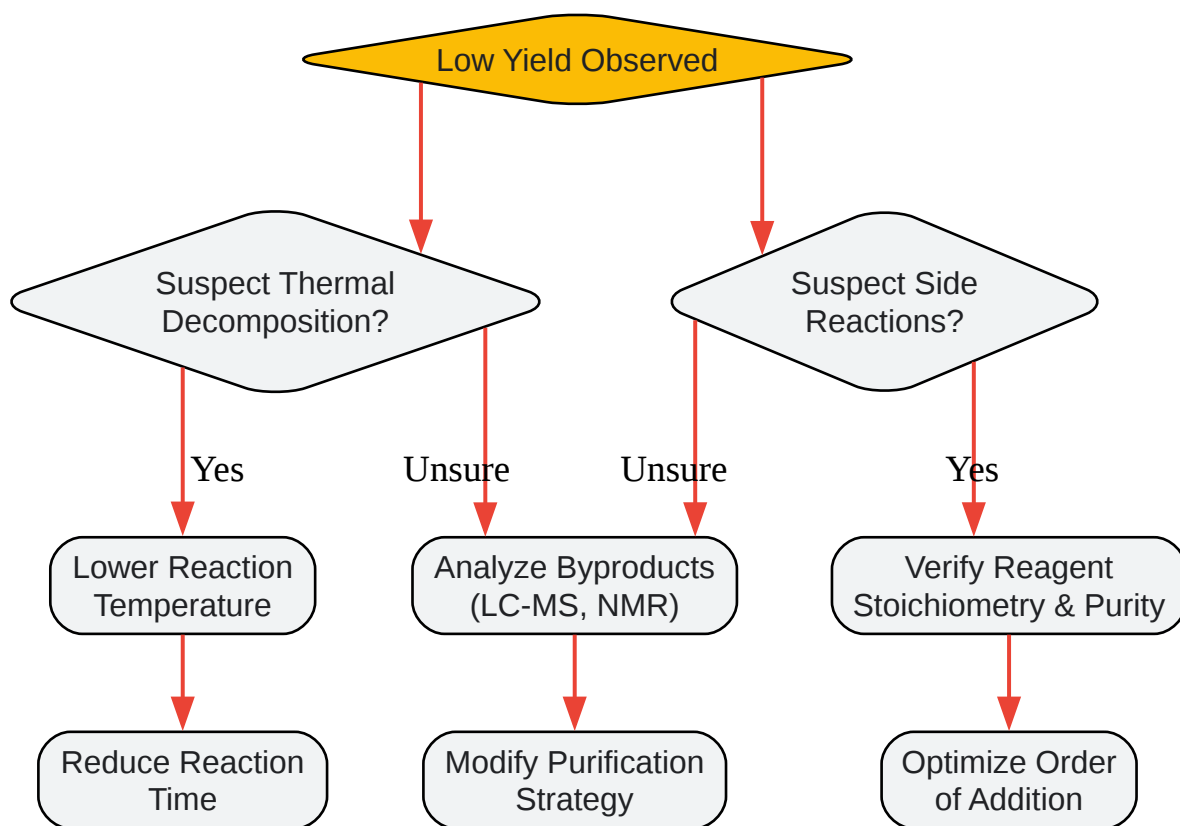 Low Yield Observed
Suspect Thermal
Decomposition?
Suspect Side
Reactions?
Yes
Unsure
Unsure
Yes
Lower Reaction
Temperature
Analyze Byproducts
(LC-MS, NMR)
Verify Reagent
Stoichiometry & Purity
Reduce Reaction
Time
Modify Purification
Strategy
Optimize Order
of Addition